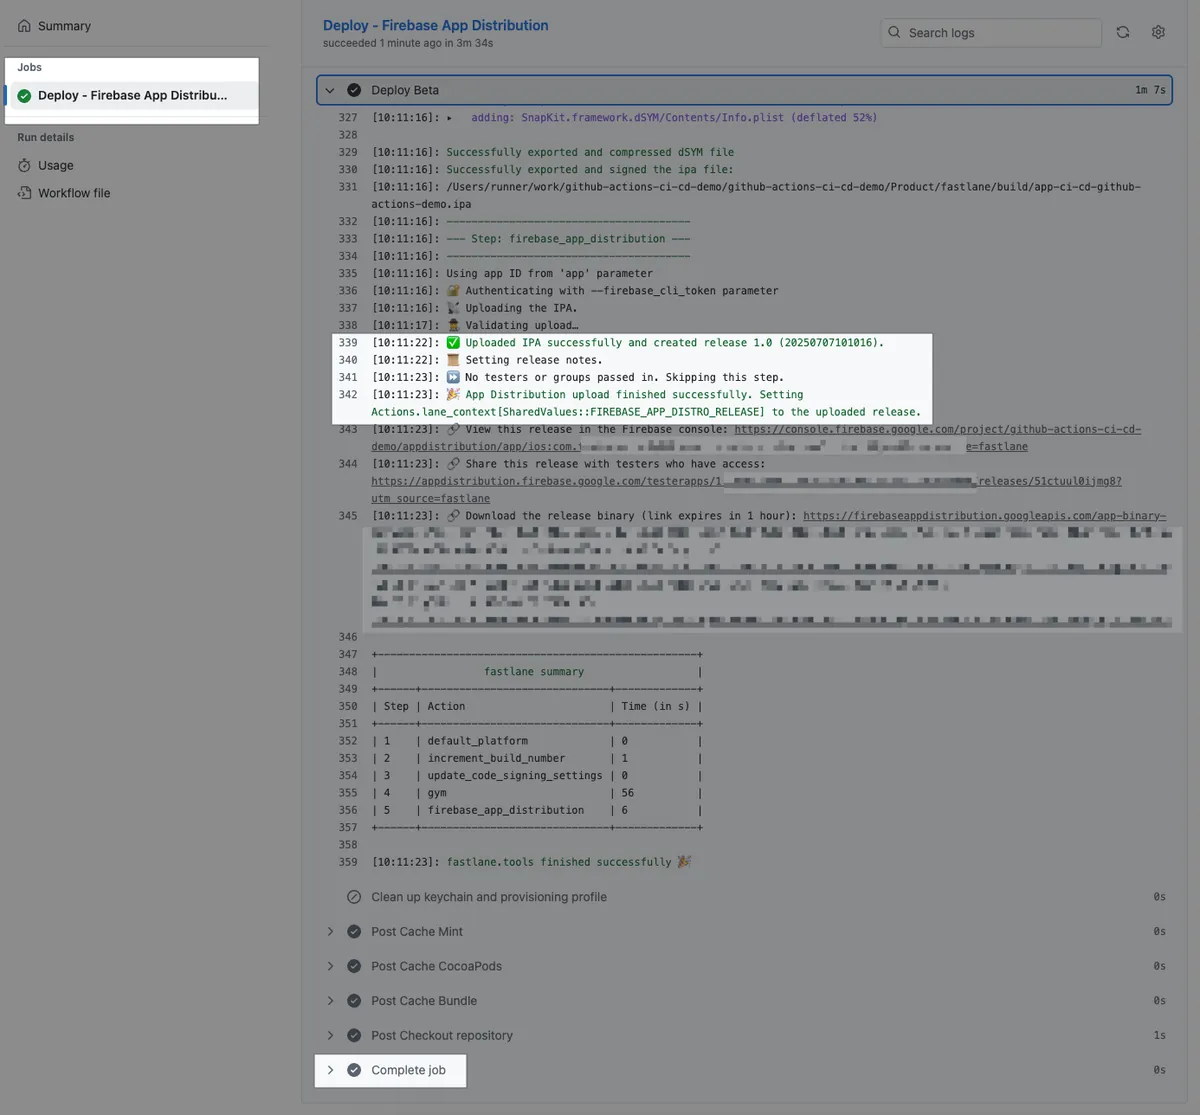 Summary
Jobs
Deploy - Firebase App Distribu...
Run details
Usage
Workflow file
Deploy - Firebase App Distribution
succeeded 1 minute ago in 3m 34s
Search logs
Deploy Beta 1m 7s
327 [10:11:16]: ▸ adding: SnapKit.framework.dSYM/Contents/Info.plist (deflated 52%)
328
329 [10:11:16]: Successfully exported and compressed dSYM file
330 [10:11:16]: Successfully exported and signed the ipa file:
331 [10:11:16]: /Users/runner/work/github-actions-ci-cd-demo/github-actions-ci-cd-demo/Product/fastlane/build/app-ci-cd-github-
actions-demo.ipa
332 [10:11:16]: ---------------------------------------
333 [10:11:16]: --- Step: firebase_app_distribution ---
334 [10:11:16]: ---------------------------------------
335 [10:11:16]: Using app ID from 'app' parameter
336 [10:11:16]: 🔐 Authenticating with --firebase_cli_token parameter
337 [10:11:16]: 📡 Uploading the IPA.
338 [10:11:17]: 🕵️ Validating upload…
339 [10:11:22]: ✅ Uploaded IPA successfully and created release 1.0 (20250707101016).
340 [10:11:22]: 📜 Setting release notes.
341 [10:11:23]: ⏩ No testers or groups passed in. Skipping this step.
342 [10:11:23]: 🎉 App Distribution upload finished successfully. Setting
Actions.lane_context[SharedValues::FIREBASE_APP_DISTRO_RELEASE] to the uploaded release.
343 [10:11:23]: 🔗 View this release in the Firebase console: https://console.firebase.google.com/project/github-actions-ci-cd-
demo/appdistribution/app/ios:com. e=fastlane
344 [10:11:23]: 🔗 Share this release with testers who have access:
https://appdistribution.firebase.google.com/testerapps/1 releases/51ctuul0ijmg8?
utm_source=fastlane
345 [10:11:23]: 🔗 Download the release binary (link expires in 1 hour): https://firebaseappdistribution.googleapis.com/app-binary-
346
347 +---------------------------------------------------+
348 | fastlane summary |
349 +------+------------------------------+-------------+
350 | Step | Action | Time (in s) |
351 +------+------------------------------+-------------+
352 | 1 | default_platform | 0 |
353 | 2 | increment_build_number | 1 |
354 | 3 | update_code_signing_settings | 0 |
355 | 4 | gym | 56 |
356 | 5 | firebase_app_distribution | 6 |
357 +------+------------------------------+-------------+
358
359 [10:11:23]: fastlane.tools finished successfully 🎉
Clean up keychain and provisioning profile 0s
Post Cache Mint 0s
Post Cache CocoaPods 0s
Post Cache Bundle 0s
Post Checkout repository 1s
Complete job 0s